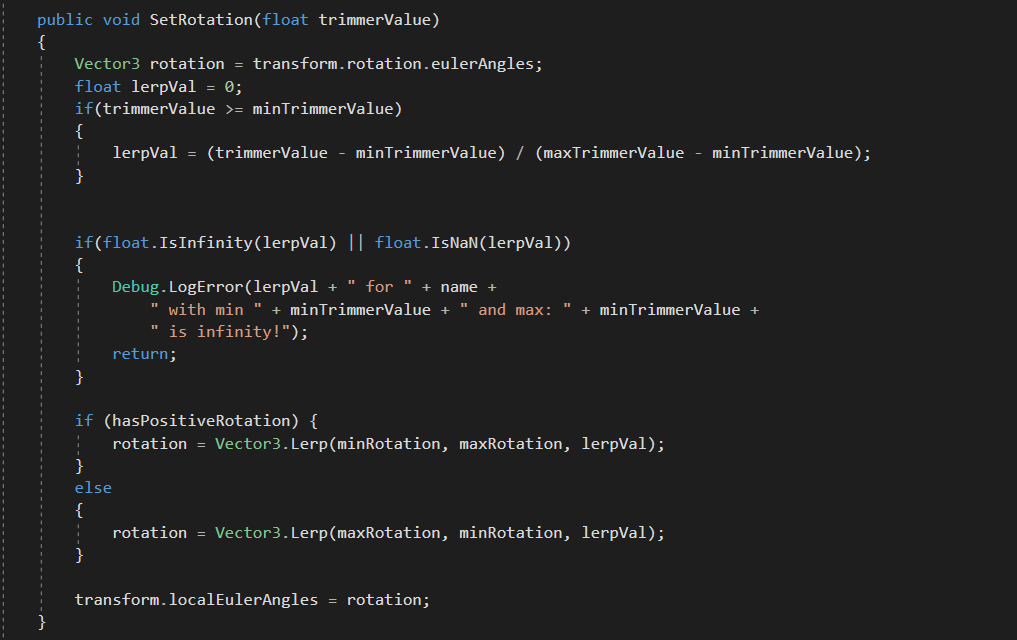 public void SetRotation(float trimmerValue)
{
Vector3 rotation = transform.rotation.eulerAngles;
float lerpVal = 0;
if(trimmerValue >= minTrimmerValue)
{
lerpVal = (trimmerValue - minTrimmerValue) / (maxTrimmerValue - minTrimmerValue);
}
if(float.IsInfinity(lerpVal) || float.IsNaN(lerpVal))
{
Debug.LogError(lerpVal + " for " + name +
" with min " + minTrimmerValue + " and max: " + minTrimmerValue +
" is infinity!");
return;
}
if (hasPositiveRotation) {
rotation = Vector3.Lerp(minRotation, maxRotation, lerpVal);
}
else
{
rotation = Vector3.Lerp(maxRotation, minRotation, lerpVal);
}
transform.localEulerAngles = rotation;
}